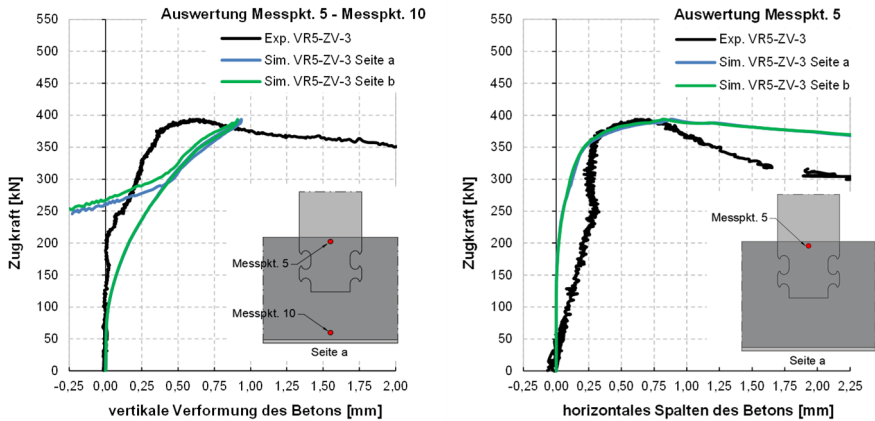 Auswertung Messpkt. 5 - Messpkt. 10
Exp. VR5-ZV-3
Sim. VR5-ZV-3 Seite a
Sim. VR5-ZV-3 Seite b
Zugkraft [kN]
550
500
450
400
350
300
250
200
150
100
50
0
Messpkt. 5
Messpkt. 10
Seite a
-0,25 0,00 0,25 0,50 0,75 1,00 1,25 1,50 1,75 2,00
vertikale Verformung des Betons [mm]
Auswertung Messpkt. 5
Exp. VR5-ZV-3
Sim. VR5-ZV-3 Seite a
Sim. VR5-ZV-3 Seite b
Zugkraft [kN]
550
500
450
400
350
300
250
200
150
100
50
0
Messpkt. 5
Seite a
-0,25 0,00 0,25 0,50 0,75 1,00 1,25 1,50 1,75 2,00 2,25
horizontales Spalten des Betons [mm]